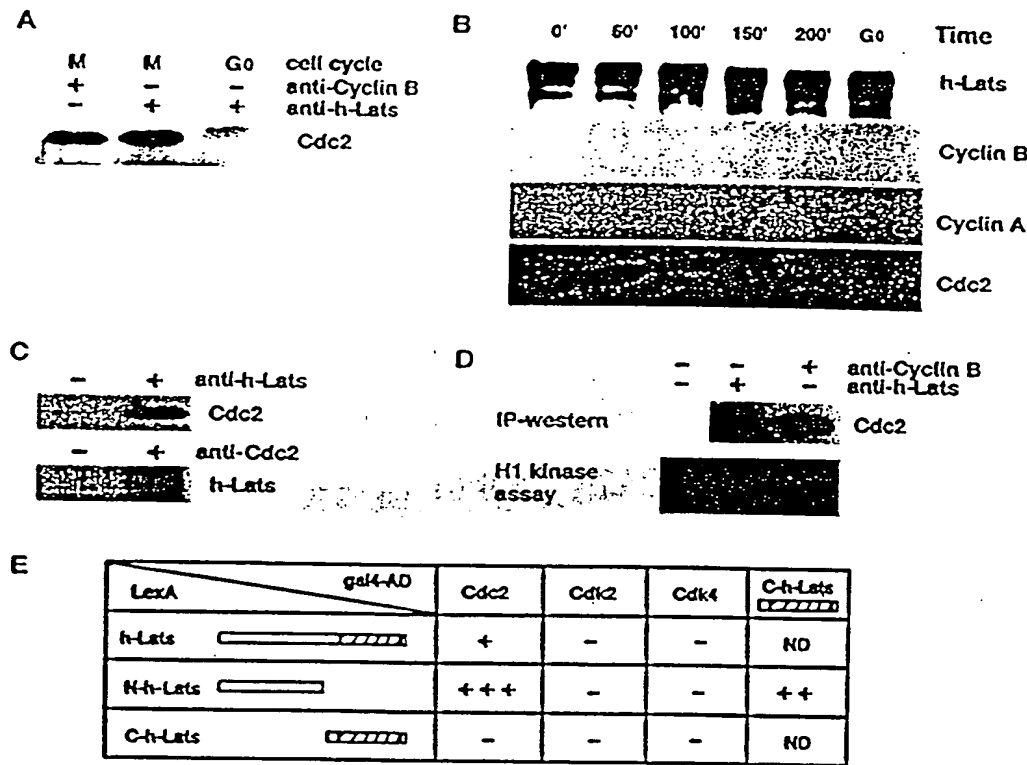 A
M M G0 cell cycle
+ − − anti-Cyclin B
− + + anti-h-Lats
Cdc2
B
0' 50' 100' 150' 200' G0 Time
h-Lats
Cyclin B
Cyclin A
Cdc2
C
− + anti-h-Lats
Cdc2
− + anti-Cdc2
h-Lats
D
− − + anti-Cyclin B
− + − anti-h-Lats
IP-western Cdc2
H1 kinase
assay
E
LexA gal4-AD Cdc2 Cdk2 Cdk4 C-h-Lats
h-Lats + − − ND
N-h-Lats +++ − − ++
C-h-Lats − − − ND